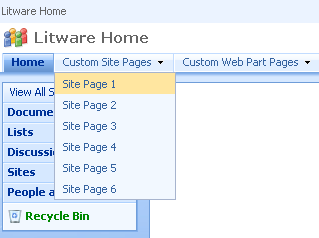 Litware Home
Litware Home
Home Custom Site Pages Custom Web Part Pages
Site Page 1
View All S
Site Page 2
Docume
Site Page 3
Lists
Discussio
Site Page 4
Sites
Site Page 5
People a
Site Page 6
Recycle Bin